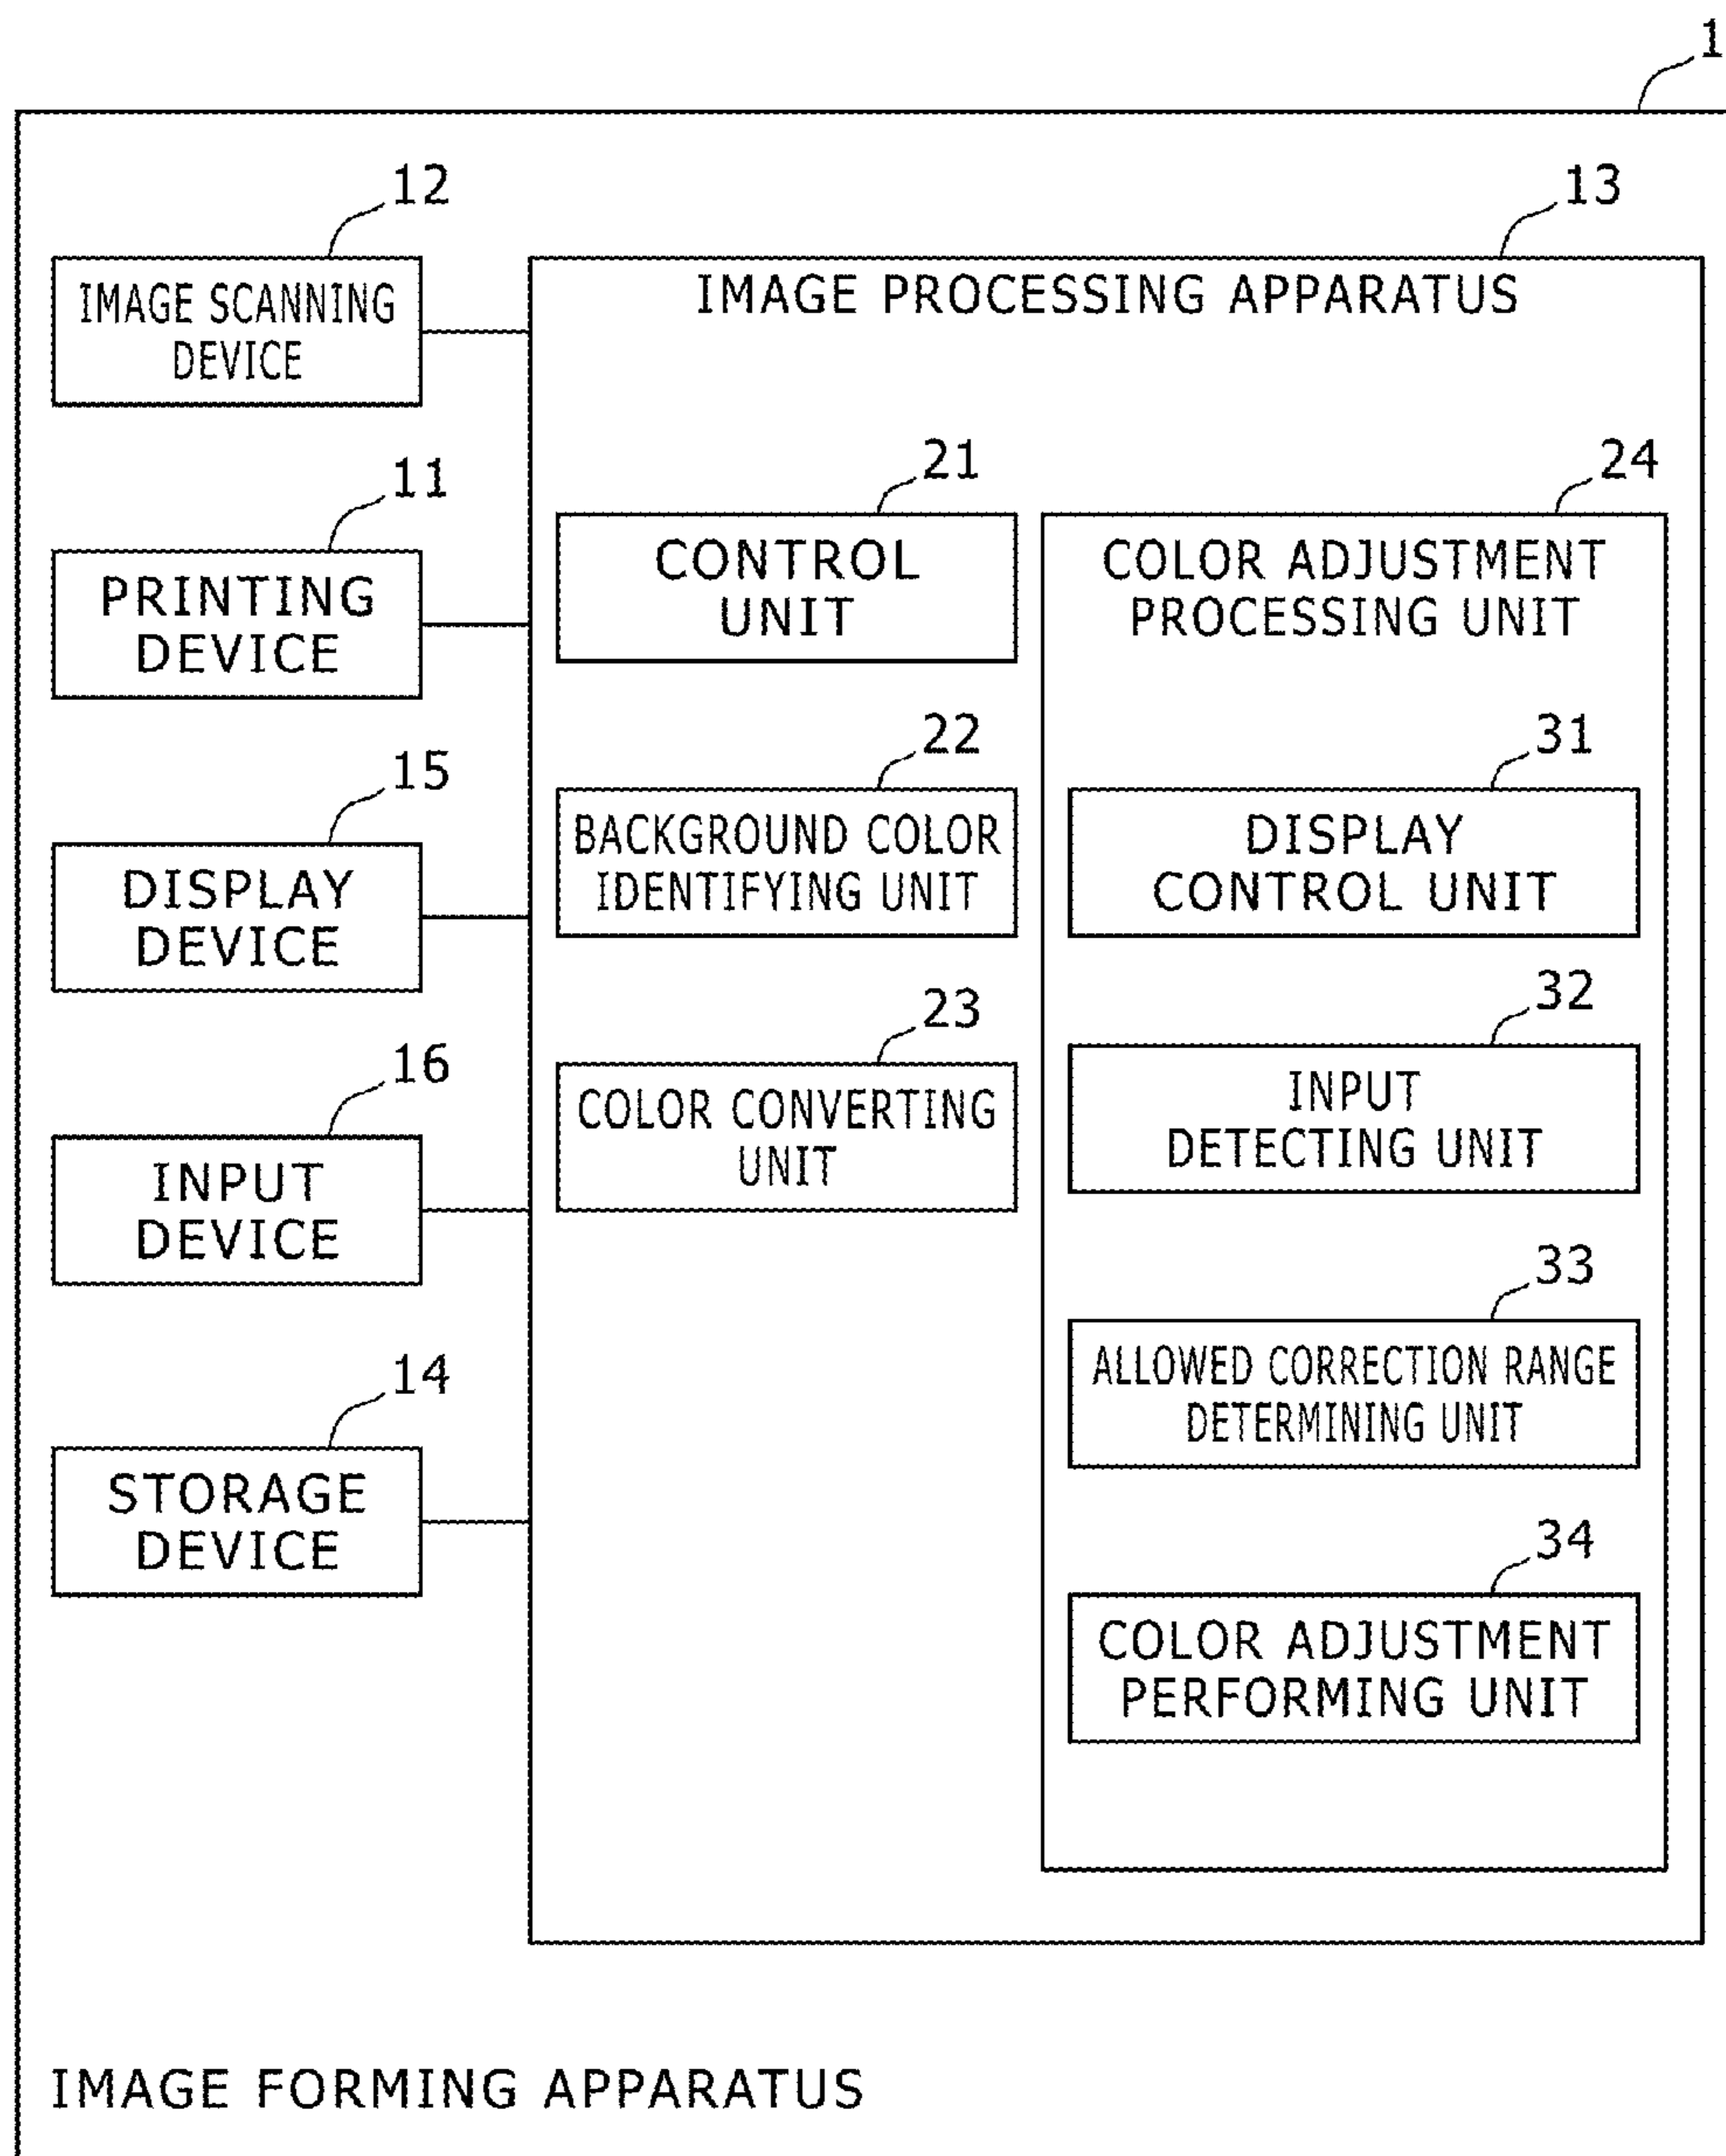 1
12
13
IMAGE SCANNING
DEVICE
IMAGE PROCESSING APPARATUS
11
PRINTING
DEVICE
15
DISPLAY
DEVICE
16
INPUT
DEVICE
14
STORAGE
DEVICE
21
CONTROL
UNIT
22
BACKGROUND COLOR
IDENTIFYING UNIT
23
COLOR CONVERTING
UNIT
24
COLOR ADJUSTMENT
PROCESSING UNIT
31
DISPLAY
CONTROL UNIT
32
INPUT
DETECTING UNIT
33
ALLOWED CORRECTION RANGE
DETERMINING UNIT
34
COLOR ADJUSTMENT
PERFORMING UNIT
IMAGE FORMING APPARATUS